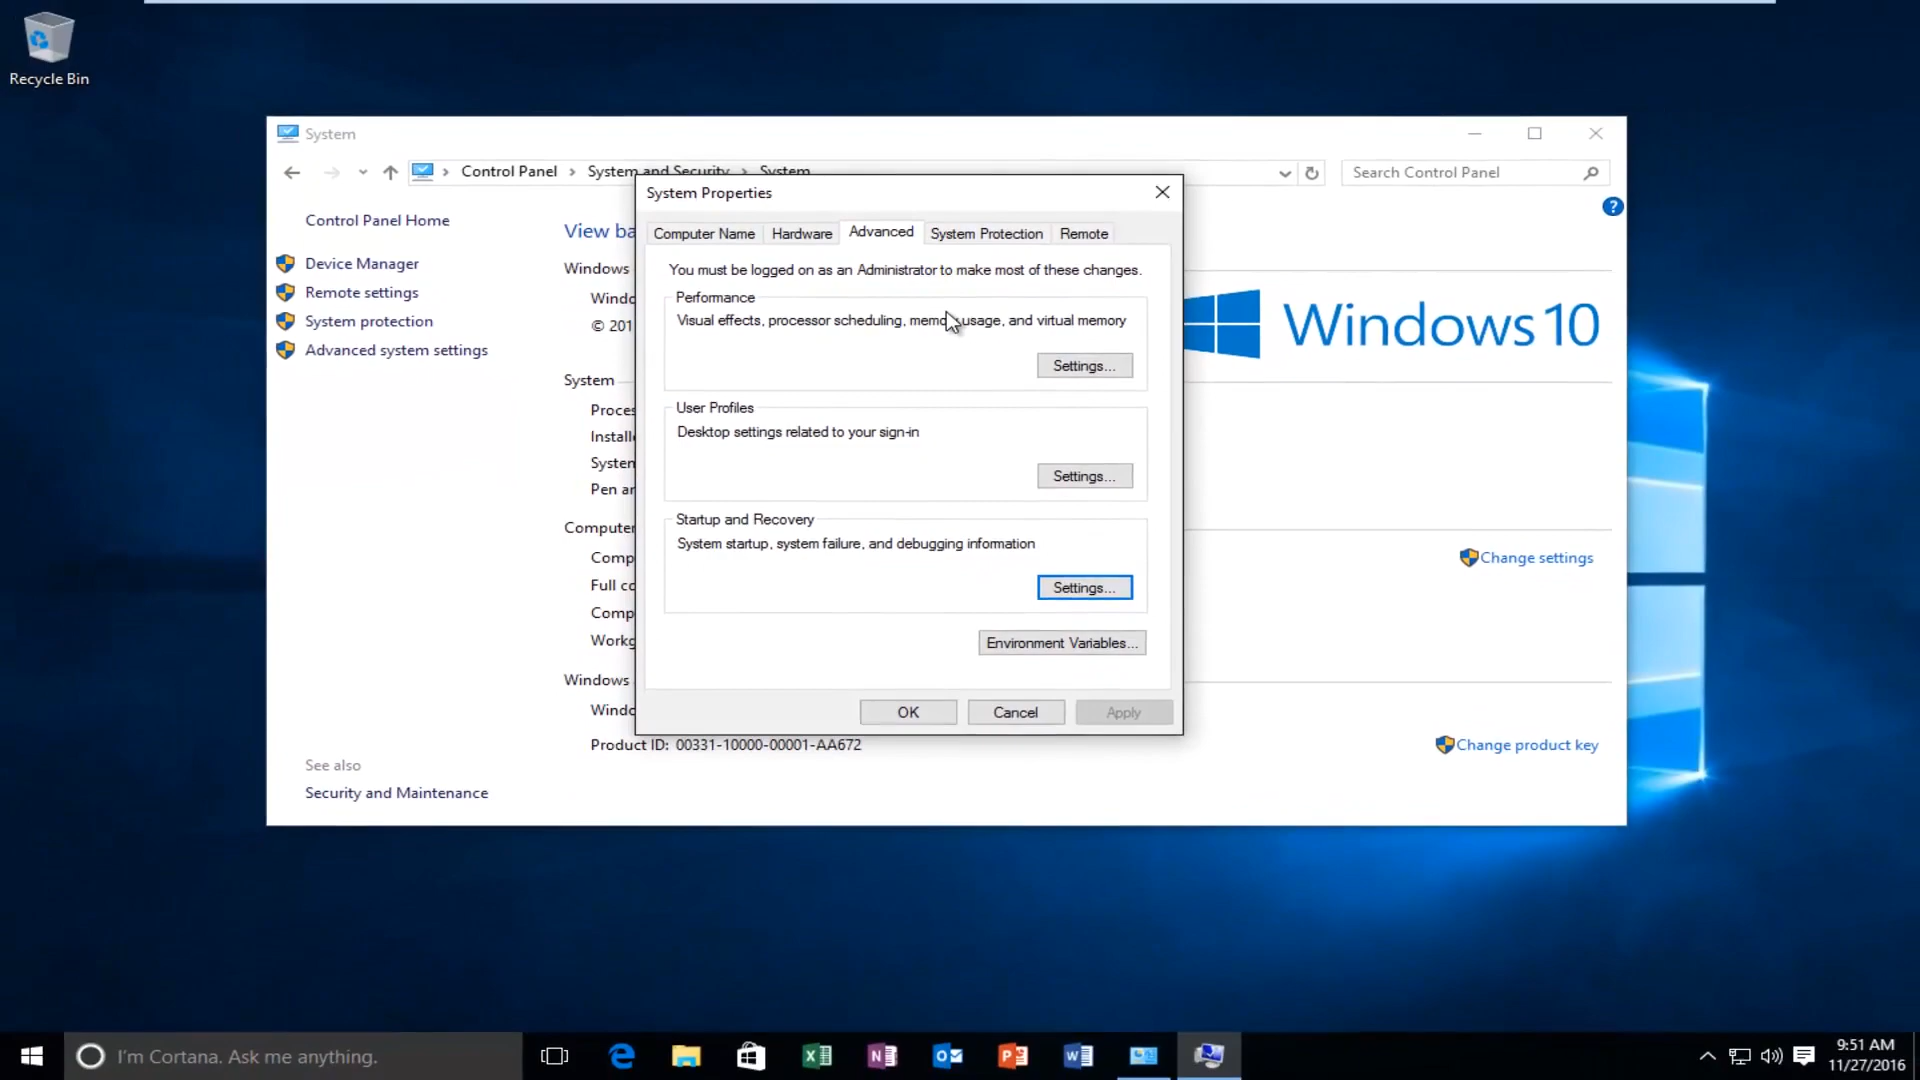 Recycle Bin
System
Control Panel > System and Security > System
Search Control Panel
System Properties
Control Panel Home
Device Manager
Remote settings
System protection
Advanced system settings
See also
Security and Maintenance
View ba
Windows
Windo
© 201
System
Proces
Installe
System
Pen an
Computer
Comp
Full co
Comp
Workg
Windows
Windo
Product ID: 00331-10000-00001-AA672
Computer Name Hardware Advanced System Protection Remote
You must be logged on as an Administrator to make most of these changes.
Performance
Visual effects, processor scheduling, memory usage, and virtual memory
Settings...
User Profiles
Desktop settings related to your sign-in
Settings...
Startup and Recovery
System startup, system failure, and debugging information
Settings...
Environment Variables...
OK Cancel Apply
?
Windows 10
Change settings
Change product key
I'm Cortana. Ask me anything.
9:51 AM
11/27/2016